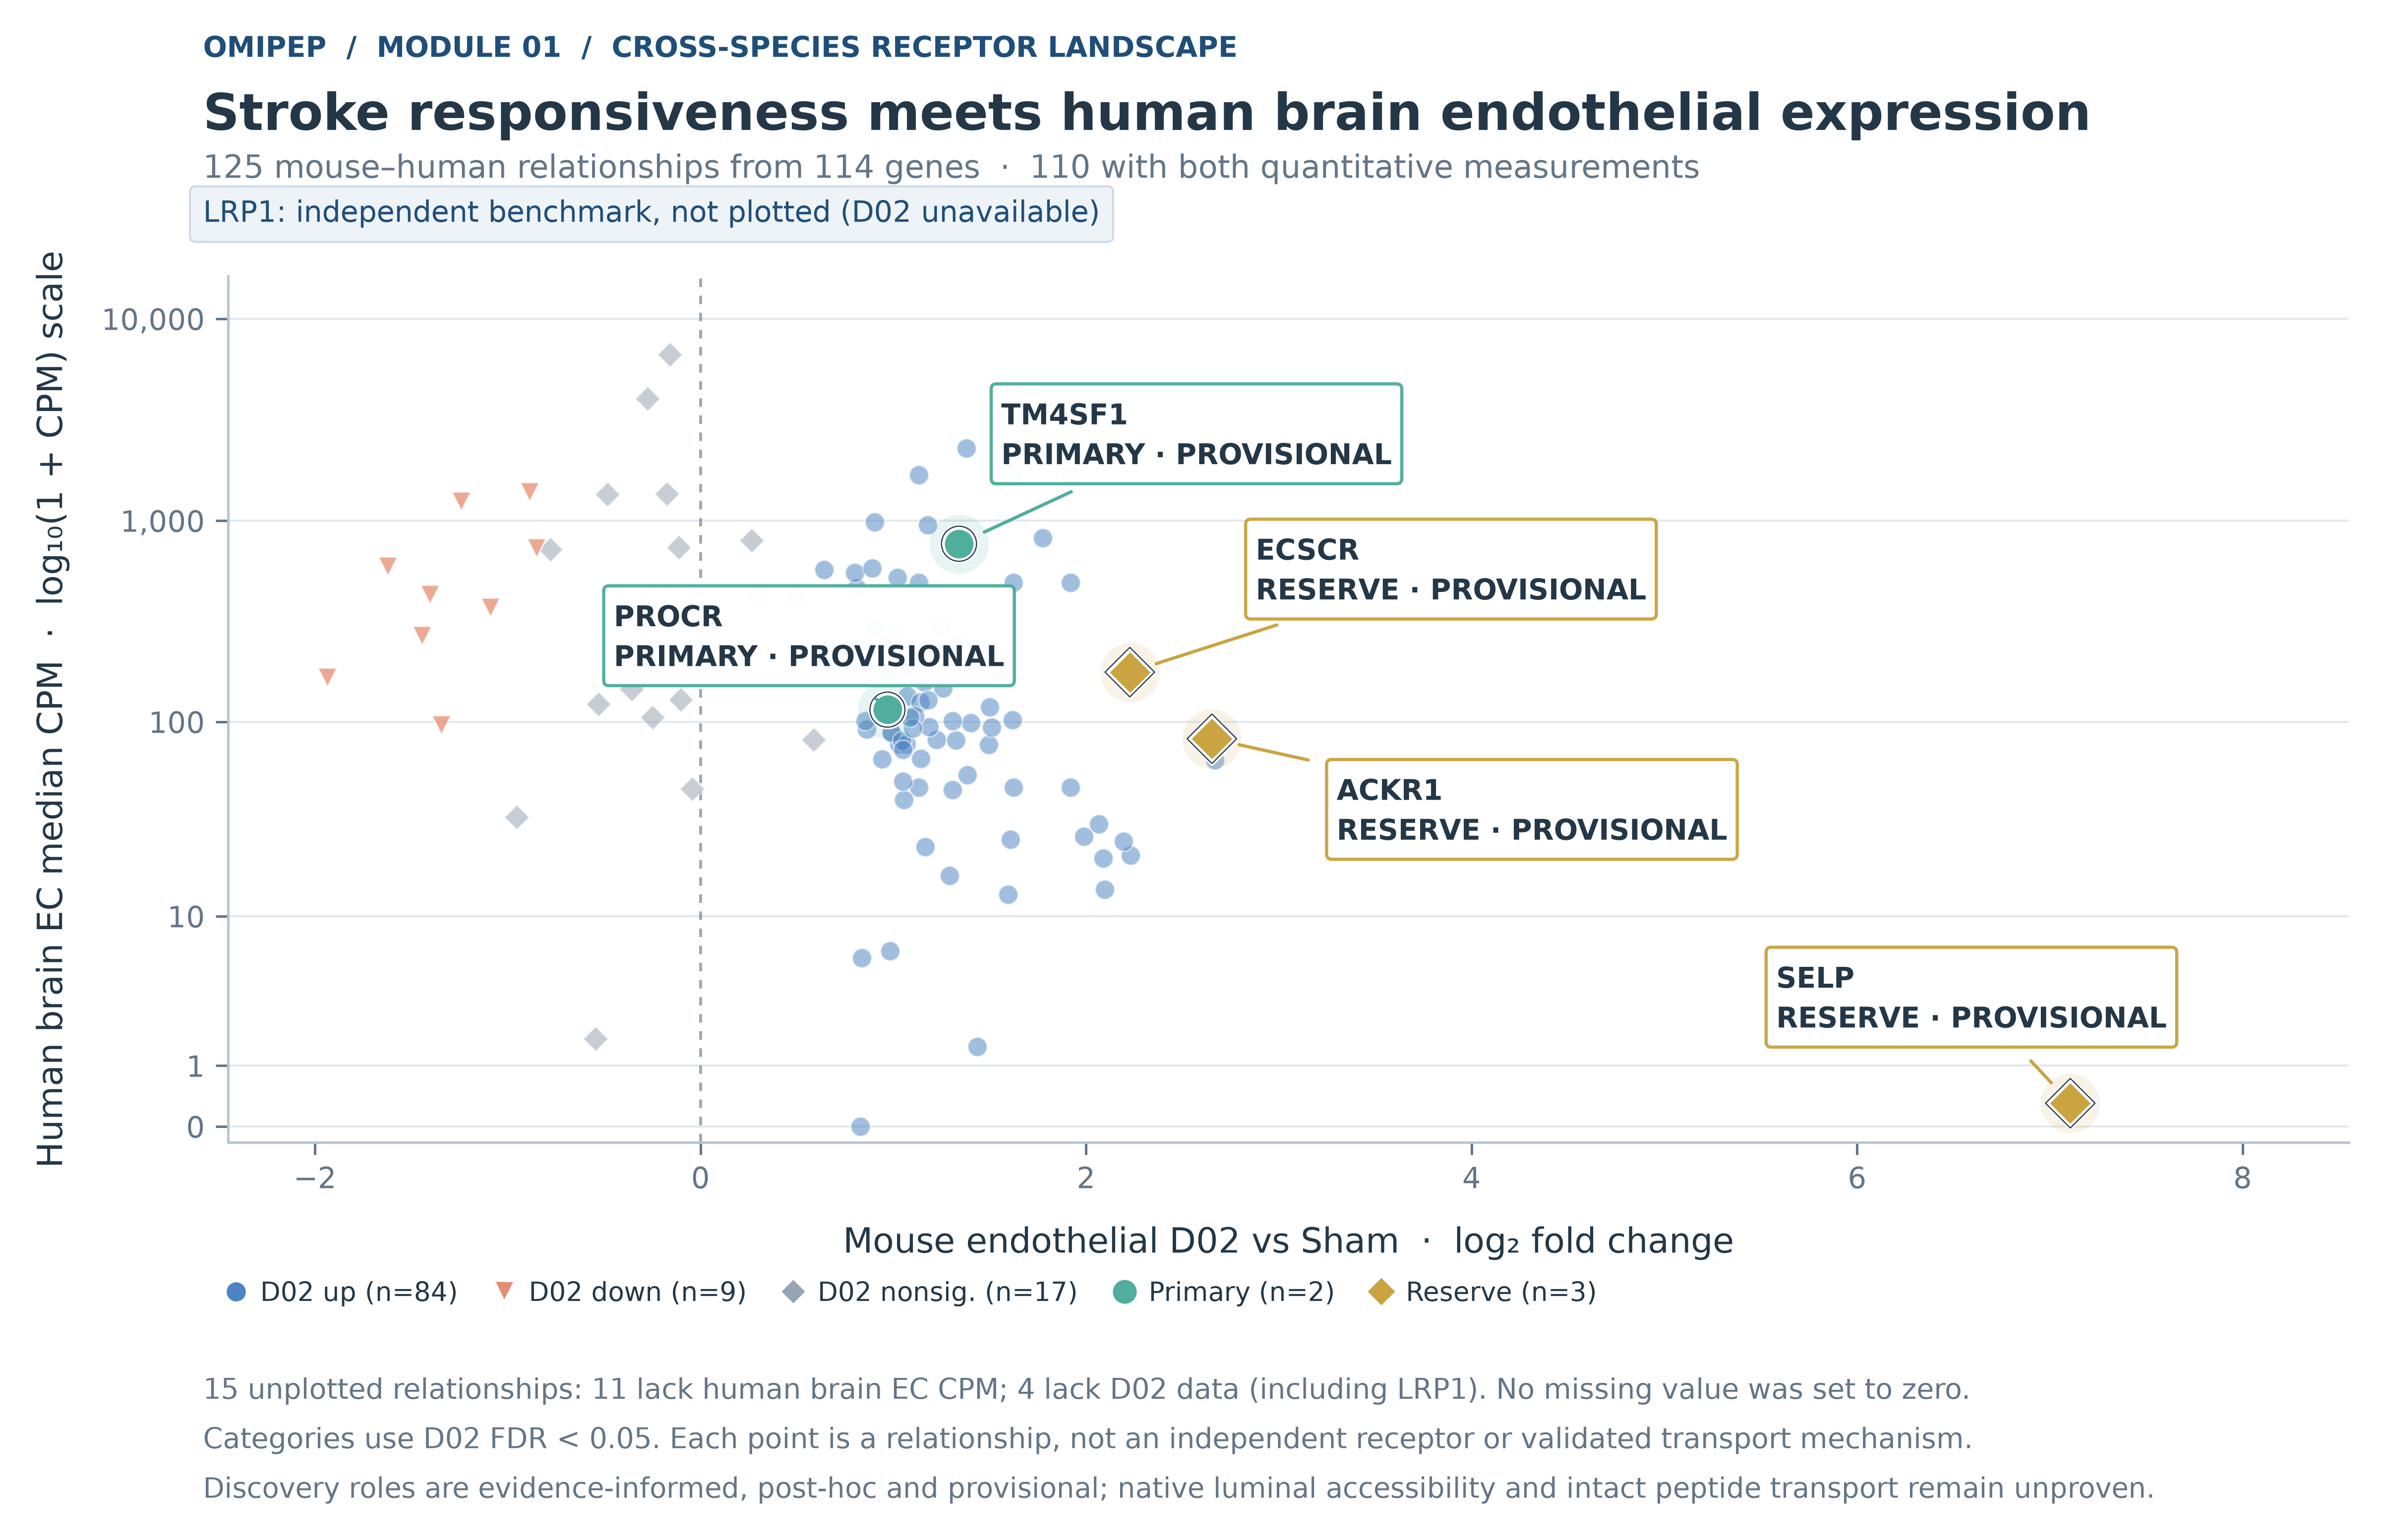 OMIPEP / MODULE 01 / CROSS-SPECIES RECEPTOR LANDSCAPE
Stroke responsiveness meets human brain endothelial expression
125 mouse–human relationships from 114 genes · 110 with both quantitative measurements
LRP1: independent benchmark, not plotted (D02 unavailable)
Human brain EC median CPM · log₁₀(1 + CPM) scale
10,000
1,000
100
10
1
0
TM4SF1
PRIMARY · PROVISIONAL
ECSCR
RESERVE · PROVISIONAL
PROCR
PRIMARY · PROVISIONAL
ACKR1
RESERVE · PROVISIONAL
SELP
RESERVE · PROVISIONAL
−2 0 2 4 6 8
Mouse endothelial D02 vs Sham · log₂ fold change
D02 up (n=84) D02 down (n=9) D02 nonsig. (n=17) Primary (n=2) Reserve (n=3)
15 unplotted relationships: 11 lack human brain EC CPM; 4 lack D02 data (including LRP1). No missing value was set to zero.
Categories use D02 FDR < 0.05. Each point is a relationship, not an independent receptor or validated transport mechanism.
Discovery roles are evidence-informed, post-hoc and provisional; native luminal accessibility and intact peptide transport remain unproven.